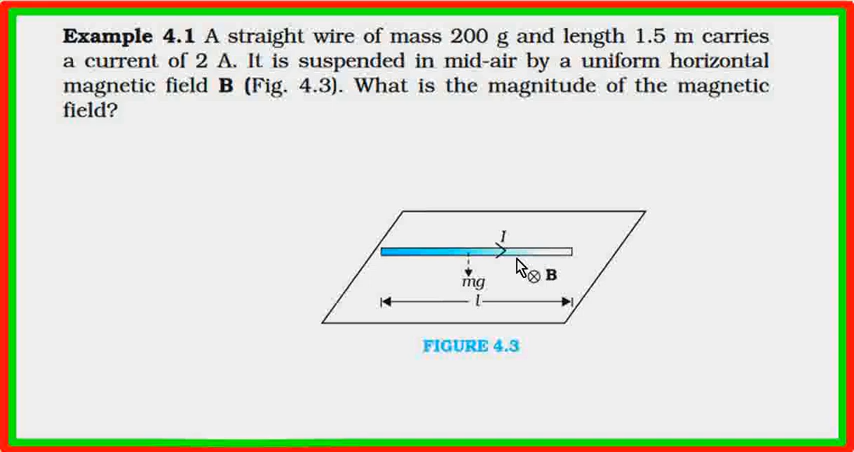 Example 4.1 A straight wire of mass 200 g and length 1.5 m carries
a current of 2 A. It is suspended in mid-air by a uniform horizontal
magnetic field B (Fig. 4.3). What is the magnitude of the magnetic
field?
I
B
mg
l
FIGURE 4.3